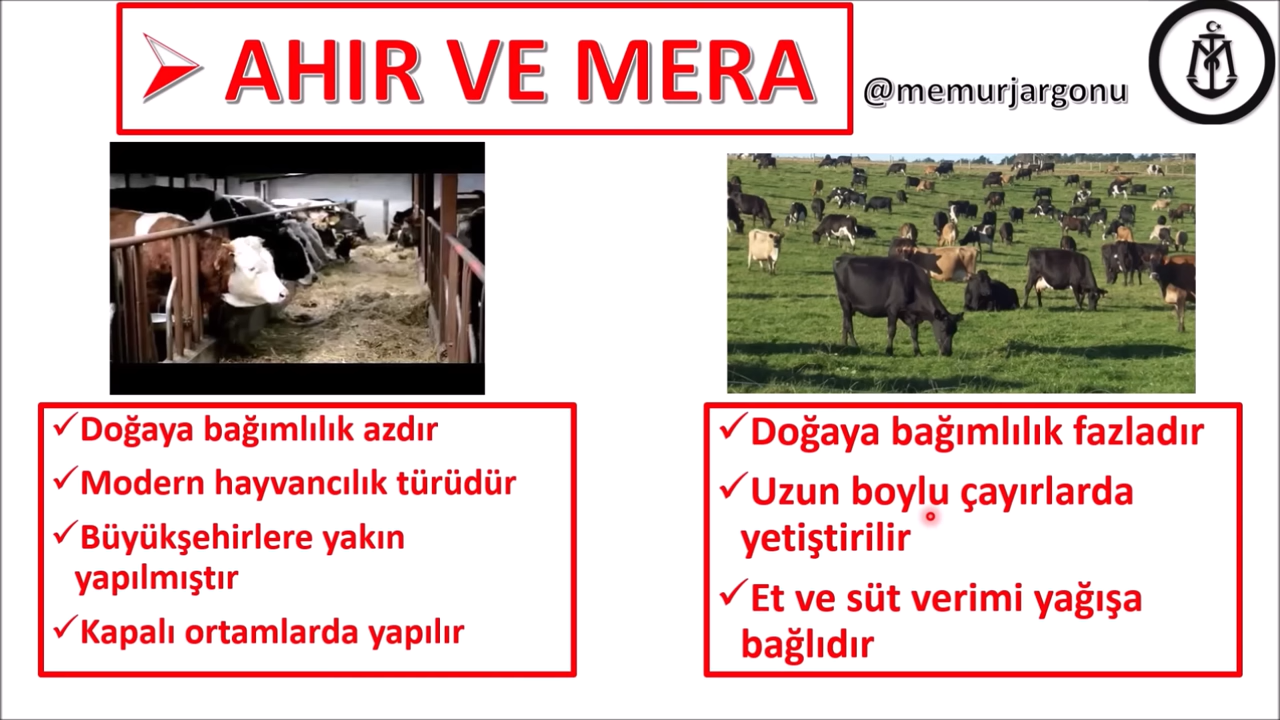 AHIR VE MERA
@memurjargonu
Doğaya bağımlılık azdır
Modern hayvancılık türüdür
Büyükşehirlere yakın
yapılmıştır
Kapalı ortamlarda yapılır
Doğaya bağımlılık fazladır
Uzun boylu çayırlarda
yetiştirilir
Et ve süt verimi yağışa
bağlıdır